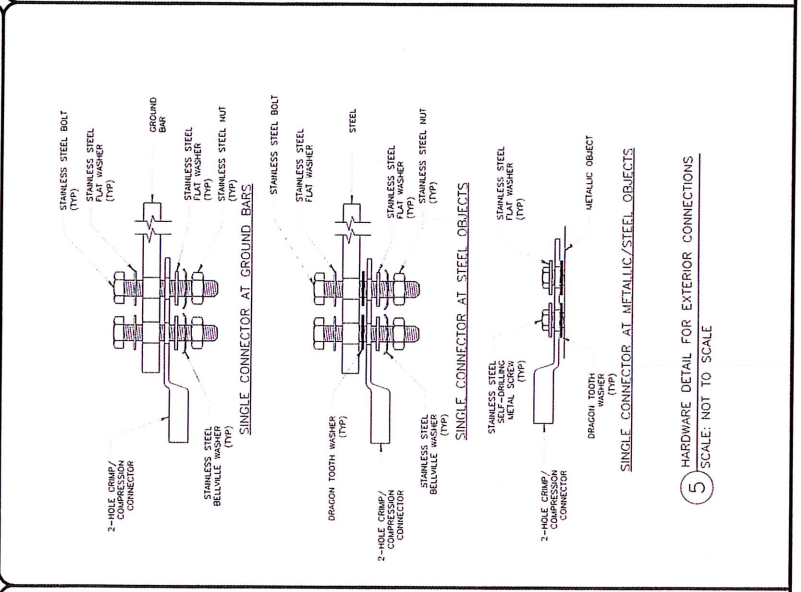 STAINLESS STEEL BOLT
(TYP)
STAINLESS STEEL
FLAT WASHER
(TYP)
GROUND
BAR
2-HOLE CRIMP/
COMPRESSION
CONNECTOR
STAINLESS STEEL
BELLVILLE WASHER
(TYP)
STAINLESS STEEL
FLAT WASHER
(TYP)
STAINLESS STEEL NUT
(TYP)
SINGLE CONNECTOR AT GROUND BARS
STAINLESS STEEL BOLT
STAINLESS STEEL
FLAT WASHER
STEEL
DRAGON TOOTH WASHER
(TYP)
2-HOLE CRIMP/
COMPRESSION
CONNECTOR
STAINLESS STEEL
BELLVILLE WASHER
(TYP)
STAINLESS STEEL
FLAT WASHER
(TYP)
STAINLESS STEEL NUT
(TYP)
SINGLE CONNECTOR AT STEEL OBJECTS
STAINLESS STEEL
FLAT WASHER
(TYP)
STAINLESS STEEL
SELF-DRILLING
METAL SCREW
(TYP)
2-HOLE CRIMP/
COMPRESSION
CONNECTOR
DRAGON TOOTH
WASHER
(TYP)
METALLIC OBJECT
SINGLE CONNECTOR AT METALLIC/STEEL OBJECTS
5 HARDWARE DETAIL FOR EXTERIOR CONNECTIONS
SCALE: NOT TO SCALE